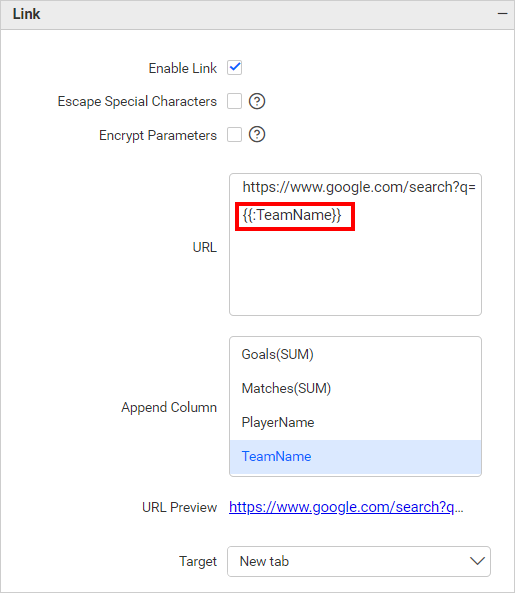 Link
Enable Link
Escape Special Characters ?
Encrypt Parameters ?
URL
https://www.google.com/search?q=
{{:TeamName}}
Append Column
Goals(SUM)
Matches(SUM)
PlayerName
TeamName
URL Preview https://www.google.com/search?q...
Target New tab